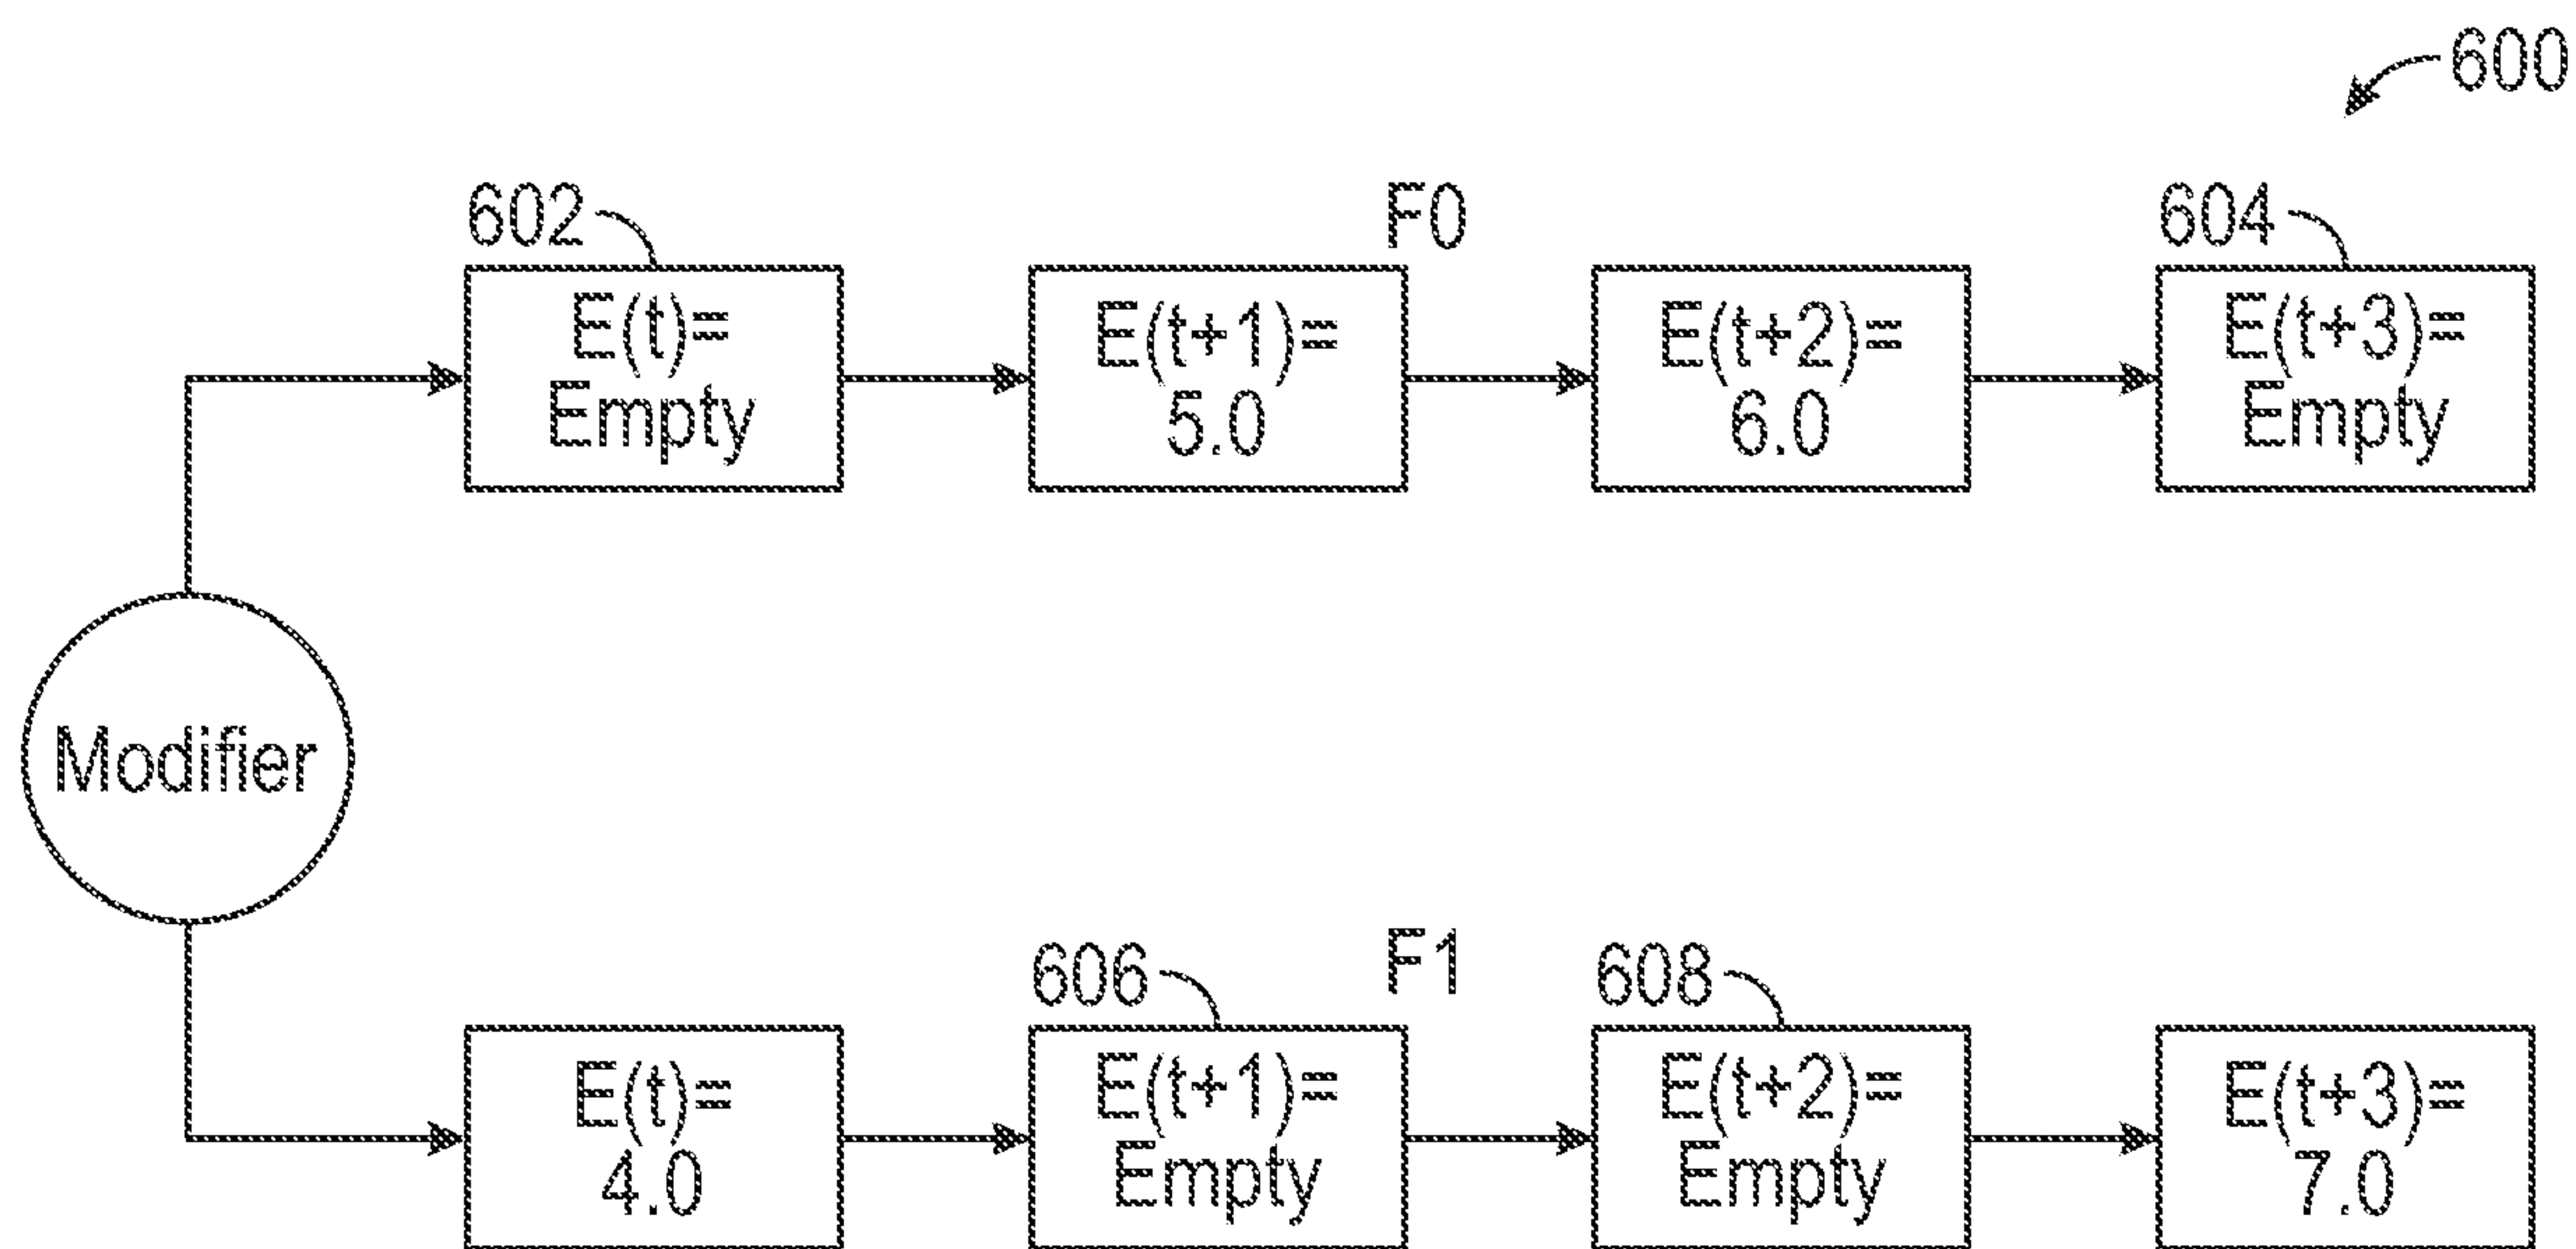 600
602
F0
604
E(t)=
Empty
E(t+1)=
5.0
E(t+2)=
6.0
E(t+3)=
Empty
Modifier
606
F1
608
E(t)=
4.0
E(t+1)=
Empty
E(t+2)=
Empty
E(t+3)=
7.0